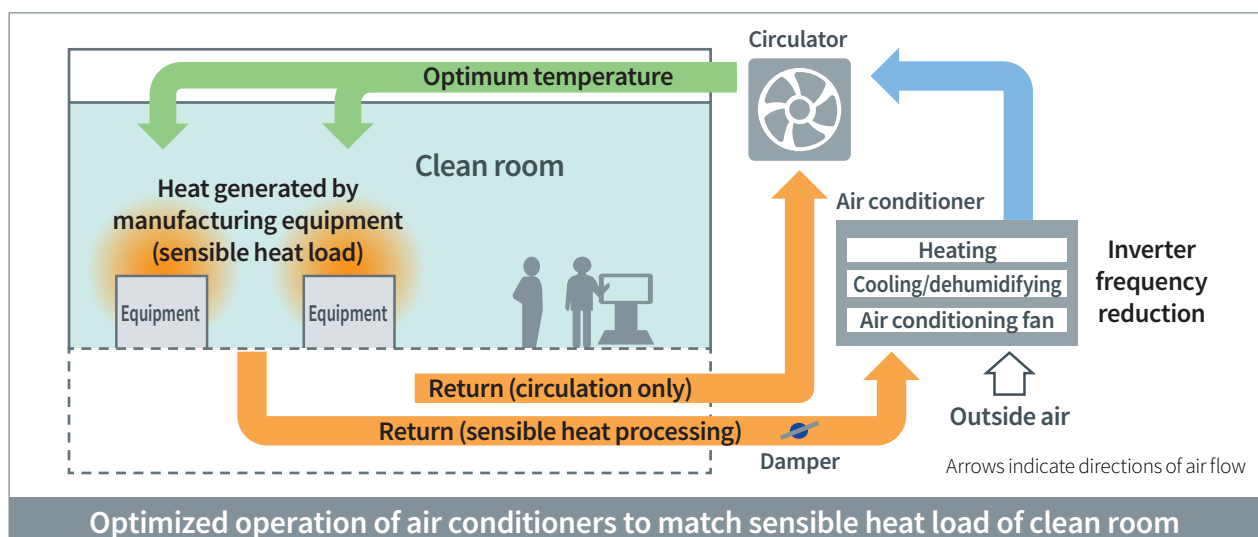 Circulator
Optimum temperature
Clean room
Heat generated by
manufacturing equipment
(sensible heat load)
Equipment
Equipment
Air conditioner
Heating
Cooling/dehumidifying
Air conditioning fan
Inverter
frequency
reduction
Return (circulation only)
Return (sensible heat processing)
Damper
Outside air
Arrows indicate directions of air flow
Optimized operation of air conditioners to match sensible heat load of clean room